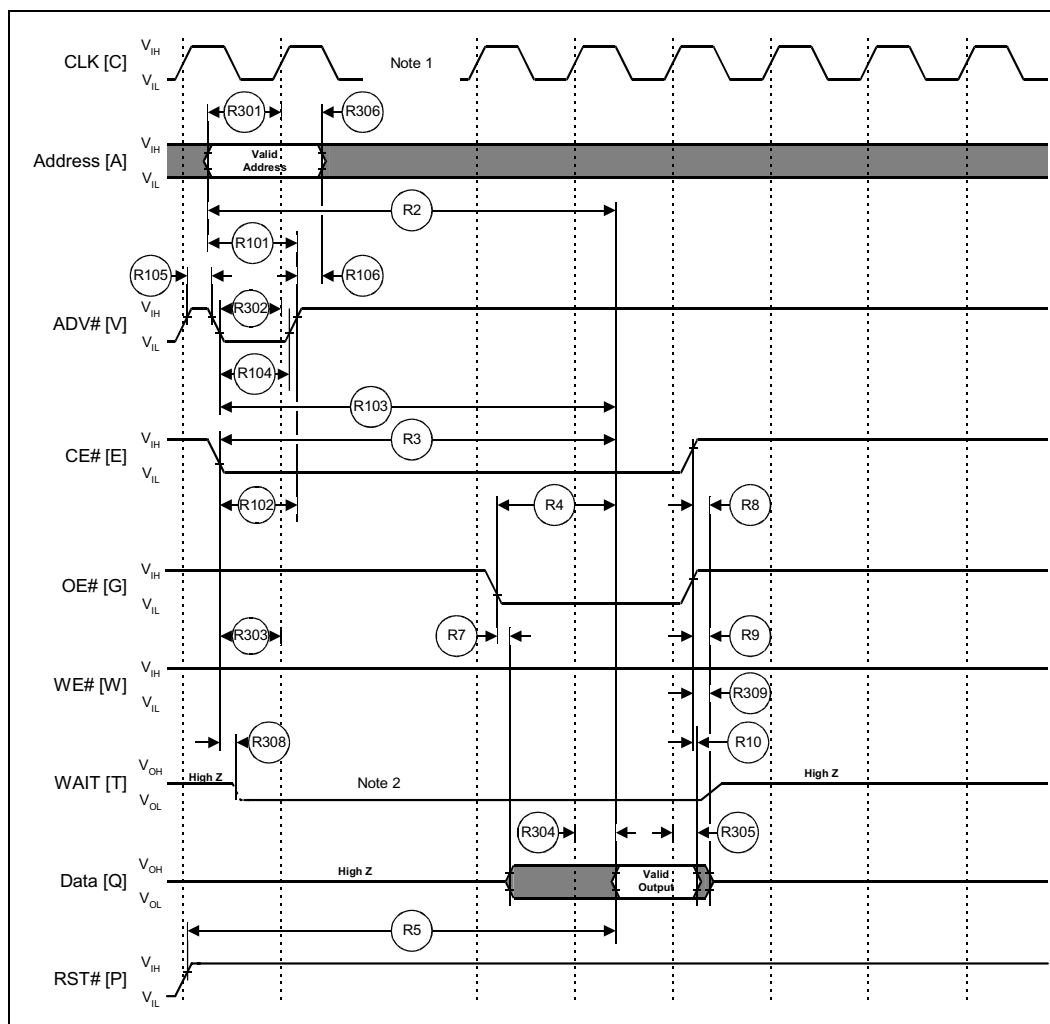 CLK [C]
VIH
VIL
Note 1
R301
R306
Address [A]
VIH
VIL
Valid
Address
R2
R101
R105
R106
ADV# [V]
VIH
VIL
R302
R104
R103
CE# [E]
VIH
VIL
R3
R102
R4
R8
OE# [G]
VIH
VIL
R303
R7
R9
WE# [W]
VIH
VIL
R309
R308
R10
WAIT [T]
VOH
VOL
High Z
Note 2
High Z
R304
R305
Data [Q]
VOH
VOL
High Z
Valid
Output
R5
RST# [P]
VIH
VIL